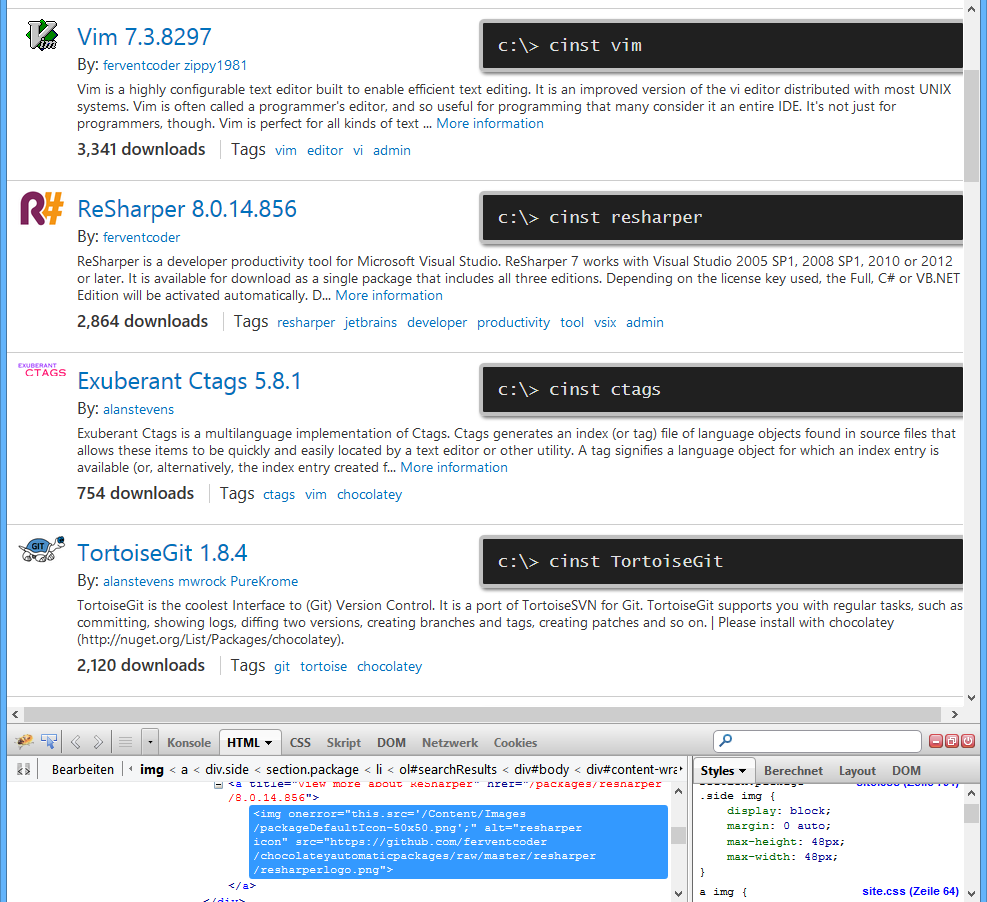 Vim 7.3.8297
c:\> cinst vim
By: ferventcoder zippy1981
Vim is a highly configurable text editor built to enable efficient text editing. It is an improved version of the vi editor distributed with most UNIX
systems. Vim is often called a programmer's editor, and so useful for programming that many consider it an entire IDE. It's not just for
programmers, though. Vim is perfect for all kinds of text ... More information
3,341 downloads Tags vim editor vi admin
R#
ReSharper 8.0.14.856
c:\> cinst resharper
By: ferventcoder
ReSharper is a developer productivity tool for Microsoft Visual Studio. ReSharper 7 works with Visual Studio 2005 SP1, 2008 SP1, 2010 or 2012
or later. It is available for download as a single package that includes all three editions. Depending on the license key used, the Full, C# or VB.NET
Edition will be activated automatically. D... More information
2,864 downloads Tags resharper jetbrains developer productivity tool vsix admin
EXUBERANT
CTAGS
Exuberant Ctags 5.8.1
c:\> cinst ctags
By: alanstevens
Exuberant Ctags is a multilanguage implementation of Ctags. Ctags generates an index (or tag) file of language objects found in source files that
allows these items to be quickly and easily located by a text editor or other utility. A tag signifies a language object for which an index entry is
available (or, alternatively, the index entry created f... More information
754 downloads Tags ctags vim chocolatey
GIT
TortoiseGit 1.8.4
c:\> cinst TortoiseGit
By: alanstevens mwrock PureKrome
TortoiseGit is the coolest Interface to (Git) Version Control. It is a port of TortoiseSVN for Git. TortoiseGit supports you with regular tasks, such as
committing, showing logs, diffing two versions, creating branches and tags, creating patches and so on. | Please install with chocolatey
(http://nuget.org/List/Packages/chocolatey).
2,120 downloads Tags git tortoise chocolatey
Konsole HTML CSS Skript DOM Netzwerk Cookies
Bearbeiten img < a < div.side < section.package < li < ol#searchResults < div#body < div#content-wra
Styles Berechnet Layout DOM
<a title="View more about ReSharper" href="/packages/resharper
/8.0.14.856">
<img onerror="this.src='/Content/Images
/packageDefaultIcon-50x50.png';" alt="resharper
icon" src="https://github.com/ferventcoder
/chocolateyautomaticpackages/raw/master/resharper
/resharperlogo.png">
</a>
</div>
.side img {
display: block;
margin: 0 auto;
max-height: 48px;
max-width: 48px;
}
a img {
site.css (Zeile 64)